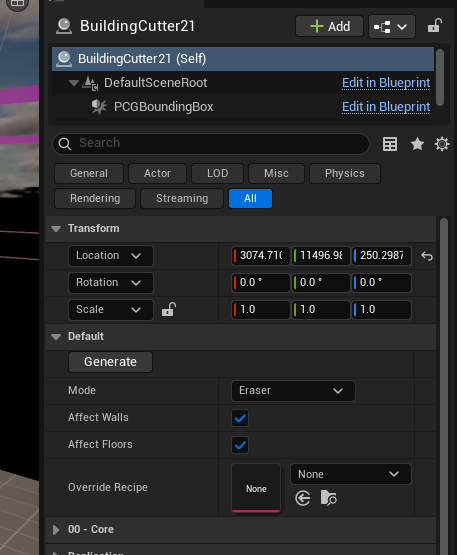 BuildingCutter21
Add
BuildingCutter21 (Self)
DefaultSceneRoot
Edit in Blueprint
PCGBoundingBox
Edit in Blueprint
Search
General
Actor
LOD
Misc
Physics
Rendering
Streaming
All
Transform
Location
3074.71
11496.98
250.2987
Rotation
0.0 °
0.0 °
0.0 °
Scale
1.0
1.0
1.0
Default
Generate
Mode
Eraser
Affect Walls
Affect Floors
Override Recipe
None
None
00 - Core